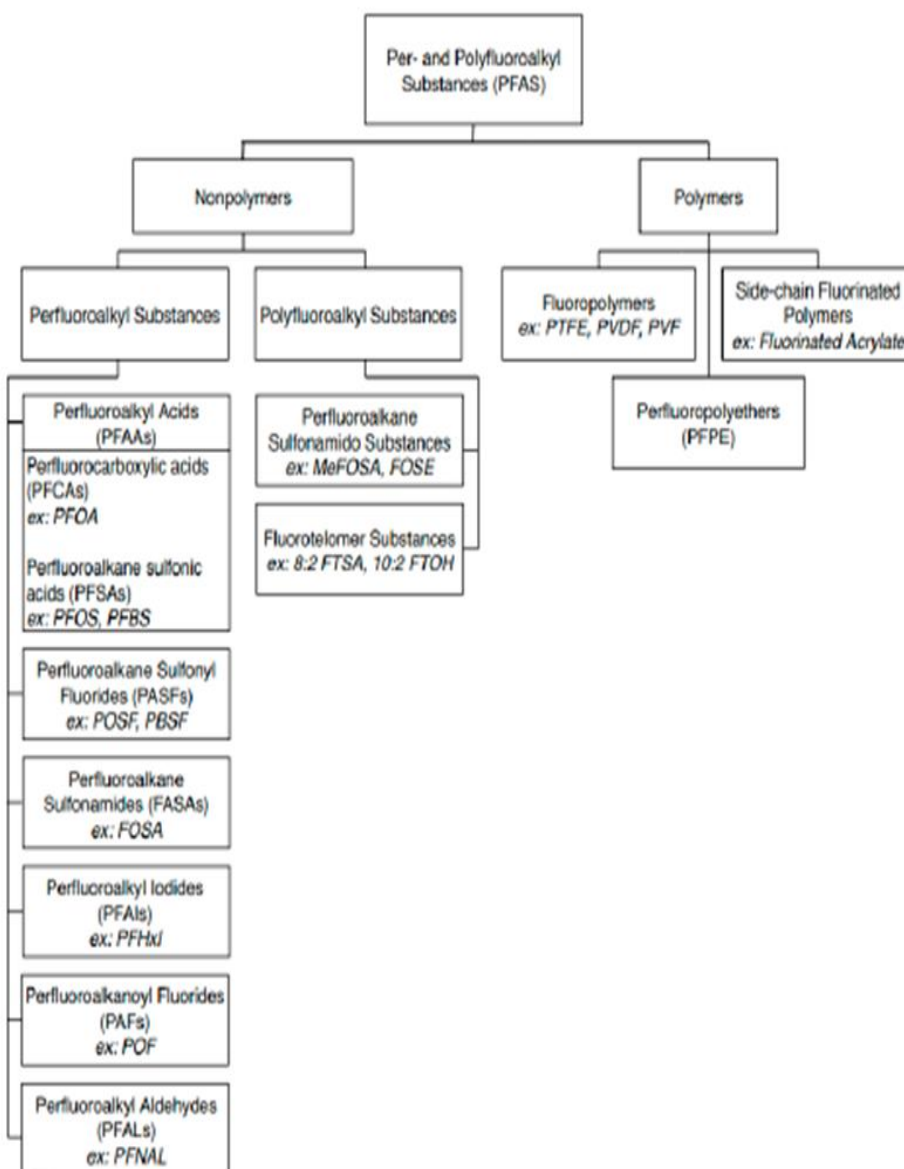 Per- and Polyfluoroalkyl
Substances (PFAS)
Nonpolymers
Polymers
Perfluoroalkyl Substances
Polyfluoroalkyl Substances
Fluoropolymers
ex: PTFE, PVDF, PVF
Side-chain Fluorinated
Polymers
ex: Fluorinated Acrylate
Perfluoropolyethers
(PFPE)
Perfluoroalkyl Acids
(PFAAs)
Perfluorocarboxylic acids
(PFCAs)
ex: PFOA
Perfluoroalkane sulfonic
acids (PFSAs)
ex: PFOS, PFBS
Perfluoroalkane
Sulfonamido Substances
ex: MeFOSA, FOSE
Fluorotelomer Substances
ex: 8:2 FTSA, 10:2 FTOH
Perfluoroalkane Sulfonyl
Fluorides (PASFs)
ex: POSF, PBSF
Perfluoroalkane
Sulfonamides (FASAs)
ex: FOSA
Perfluoroalkyl Iodides
(PFAIs)
ex: PFHxI
Perfluoroalkanoyl Fluorides
(PAFs)
ex: POF
Perfluoroalkyl Aldehydes
(PFALs)
ex: PFNAL